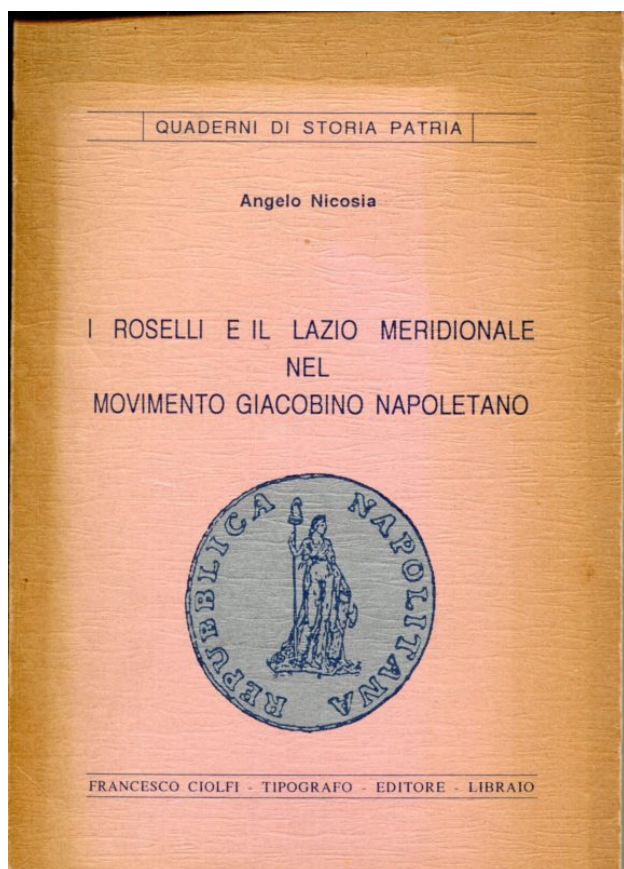 QUADERNI DI STORIA PATRIA
Angelo Nicosia
I ROSELLI E IL LAZIO MERIDIONALE
NEL
MOVIMENTO GIACOBINO NAPOLETANO
REPUBBLICA NAPOLITANA
FRANCESCO CIOLFI - TIPOGRAFO - EDITORE - LIBRAIO